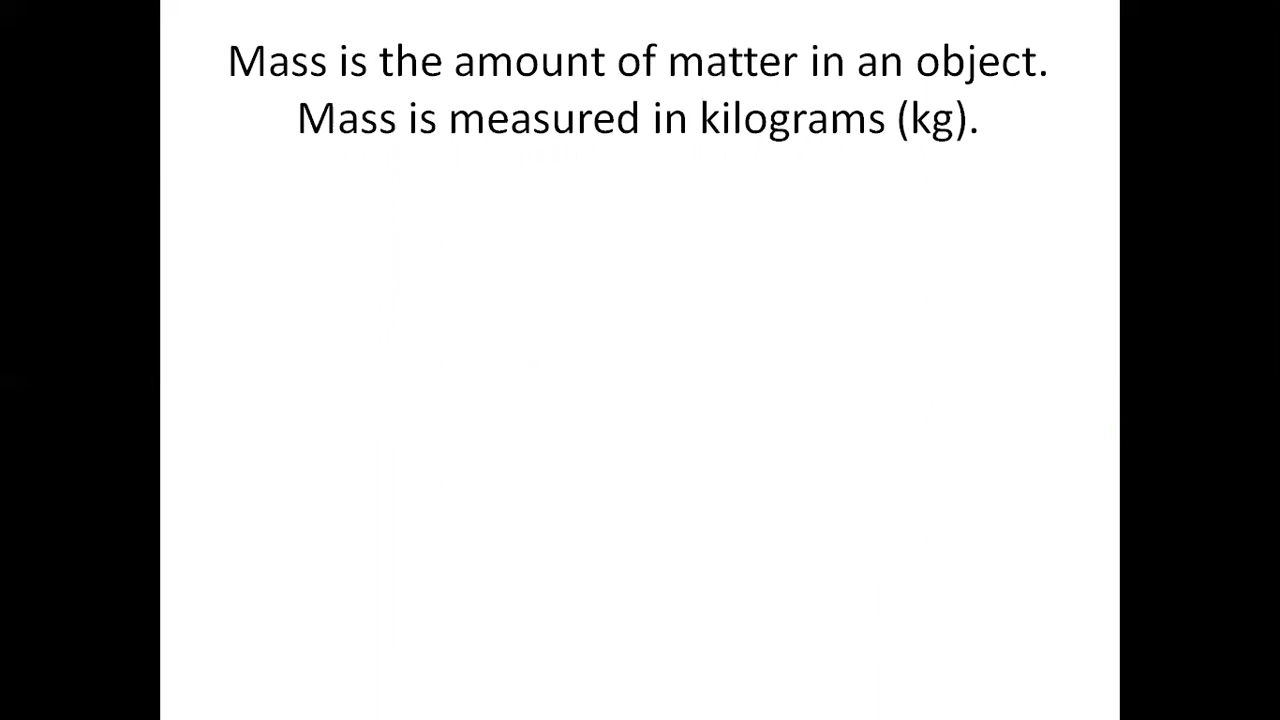 Mass is the amount of matter in an object.
Mass is measured in kilograms (kg).